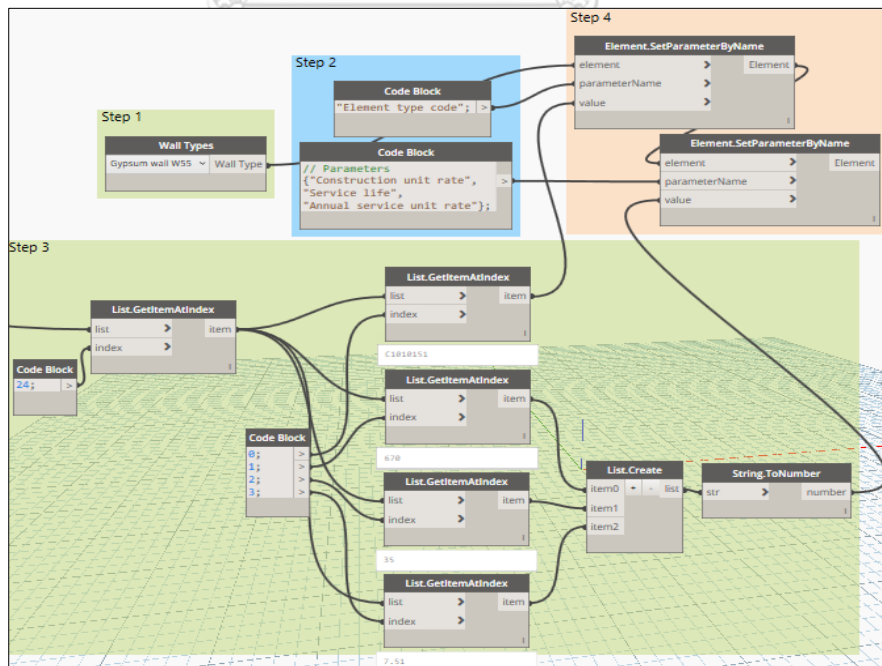 Step 1
Wall Types
Gypsum wall W55
Wall Type
Step 2
Code Block
"Element type code";
>
Code Block
// Parameters
{"Construction unit rate",
"Service life",
"Annual service unit rate"};
>
Step 4
Element.SetParameterByName
element > Element
parameterName >
value >
Element.SetParameterByName
element > Element
parameterName >
value >
Step 3
List.GetItemAtIndex
list > item
index >
Code Block
24; >
Code Block
0; >
1; >
2; >
3; >
List.GetItemAtIndex
list > item
index >
C1010151
List.GetItemAtIndex
list > item
index >
670
List.GetItemAtIndex
list > item
index >
35
List.GetItemAtIndex
list > item
index >
7.51
List.Create
item0 + - list
item1
item2
String.ToNumber
str > number